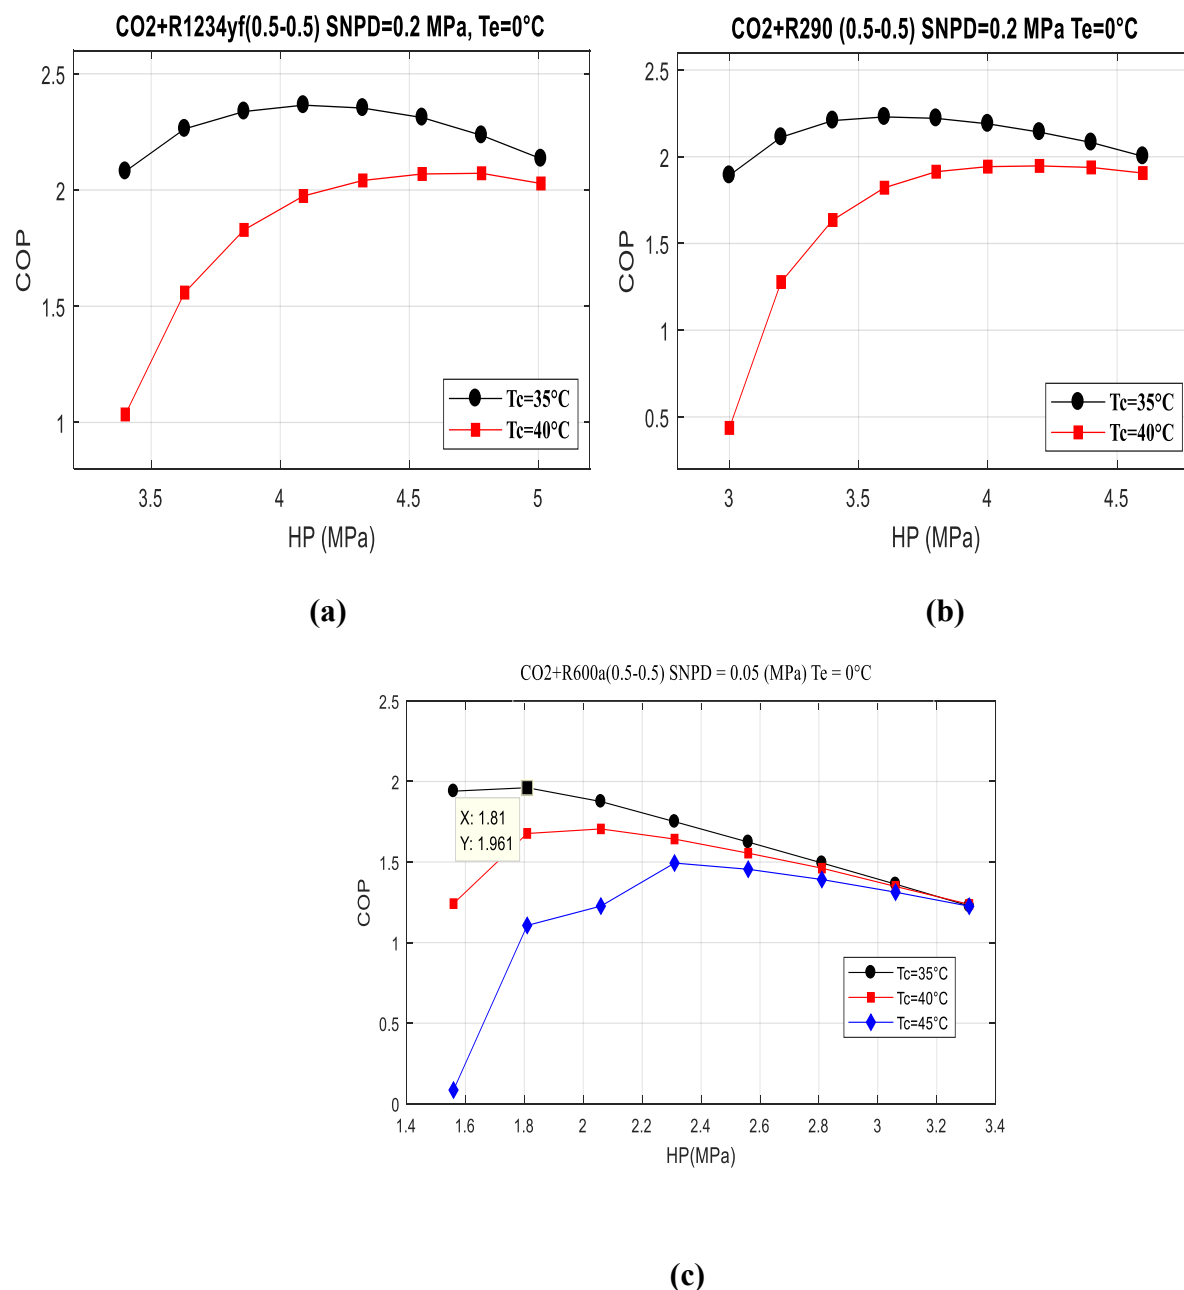 CO2+R1234yf(0.5-0.5) SNPD=0.2 MPa, Te=0°C
2.5
2
1.5
1
COP
3.5
4
4.5
5
HP (MPa)
Tc=35°C
Tc=40°C
(a)
CO2+R290 (0.5-0.5) SNPD=0.2 MPa Te=0°C
2.5
2
1.5
1
0.5
COP
3
3.5
4
4.5
HP (MPa)
Tc=35°C
Tc=40°C
(b)
CO2+R600a(0.5-0.5) SNPD = 0.05 (MPa) Te = 0°C
2.5
2
1.5
1
0.5
0
COP
X: 1.81
Y: 1.961
1.4
1.6
1.8
2
2.2
2.4
2.6
2.8
3
3.2
3.4
HP(MPa)
Tc=35°C
Tc=40°C
Tc=45°C
(c)